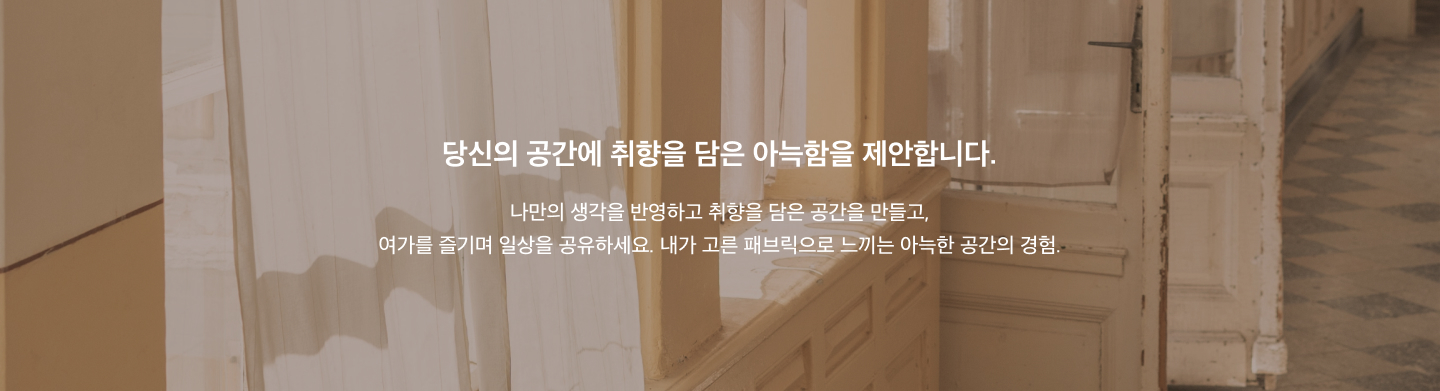 당신의 공간에 취향을 담은 아늑함을 제안합니다.
나만의 생각을 반영하고 취향을 담은 공간을 만들고,
여가를 즐기며 일상을 공유하세요. 내가 고른 패브릭으로 느끼는 아늑한 공간의 경험.